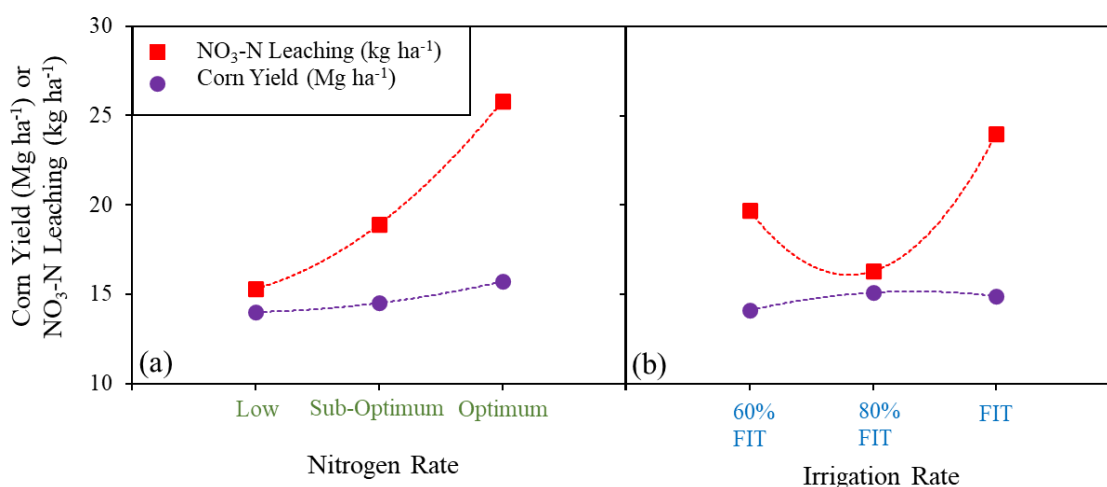 Corn Yield (Mg ha⁻¹) or
NO₃-N Leaching (kg ha⁻¹)
30
25
20
15
10
NO₃-N Leaching (kg ha⁻¹)
Corn Yield (Mg ha⁻¹)
(a)
(b)
Low
Sub-Optimum
Optimum
60%
FIT
80%
FIT
FIT
Nitrogen Rate
Irrigation Rate